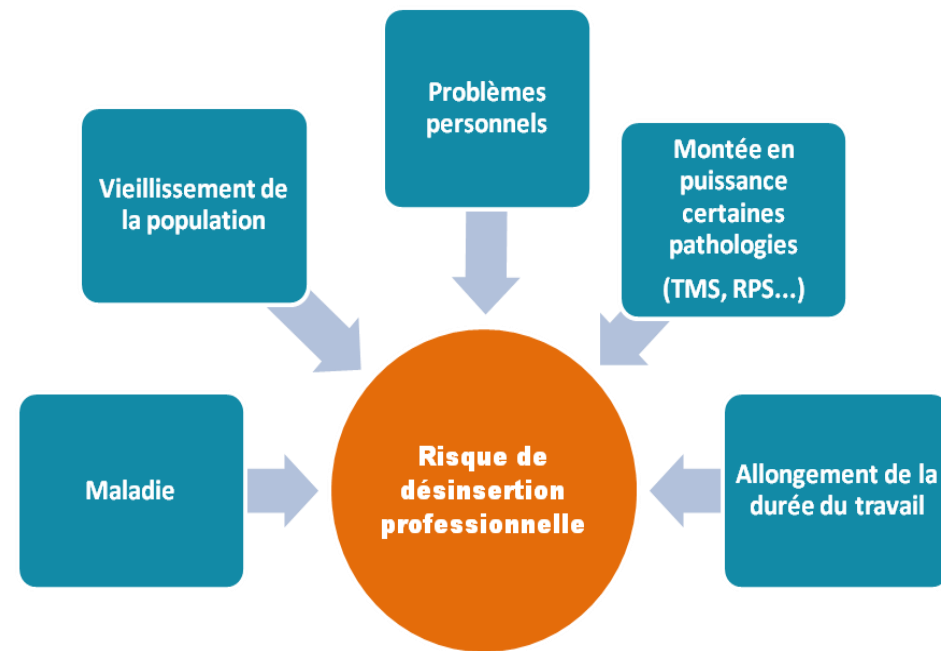 Problèmes
personnels
Vieillissement de
la population
Montée en
puissance
certaines
pathologies
(TMS, RPS...)
Maladie
Risque de
désinsertion
professionnelle
Allongement de la
durée du travail